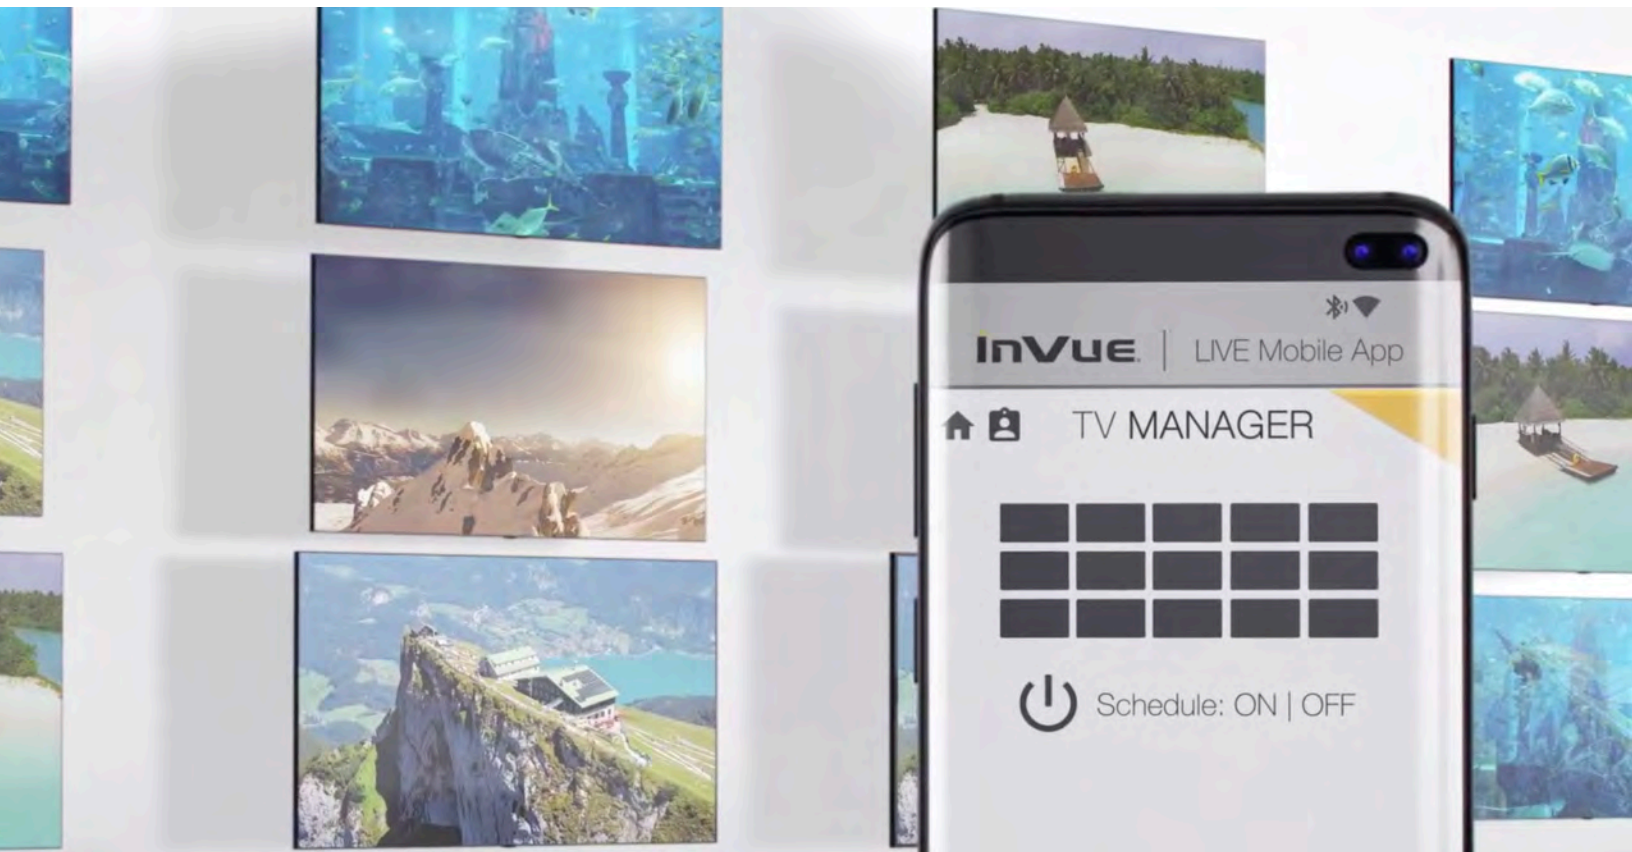 InVue | LIVE Mobile App
TV MANAGER
Schedule: ON | OFF